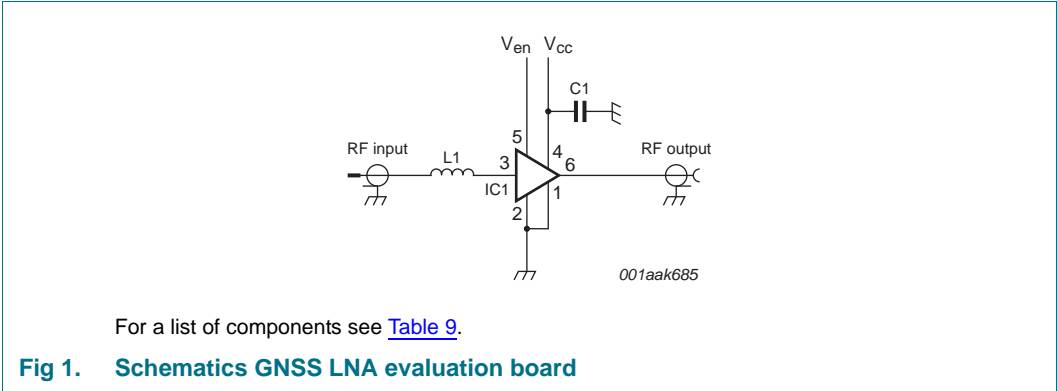 Ven Vcc
C1
5
4
RF input
L1
3
6
RF output
IC1
1
2
001aak685
For a list of components see Table 9.
Fig 1. Schematics GNSS LNA evaluation board